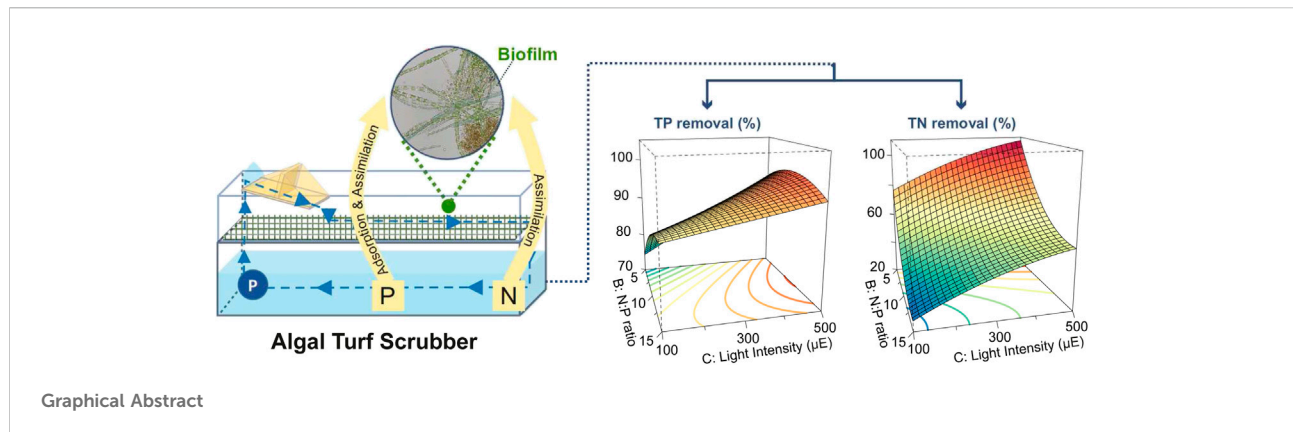 Biofilm
Adsorption & Assimilation
Assimilation
P
P
N
Algal Turf Scrubber
TP removal (%)
100
90
80
70
5
10
15
B: N:P ratio
100
300
500
C: Light Intensity (µE)
TN removal (%)
100
60
20
5
10
15
B: N:P ratio
100
300
500
C: Light Intensity (µE)
Graphical Abstract